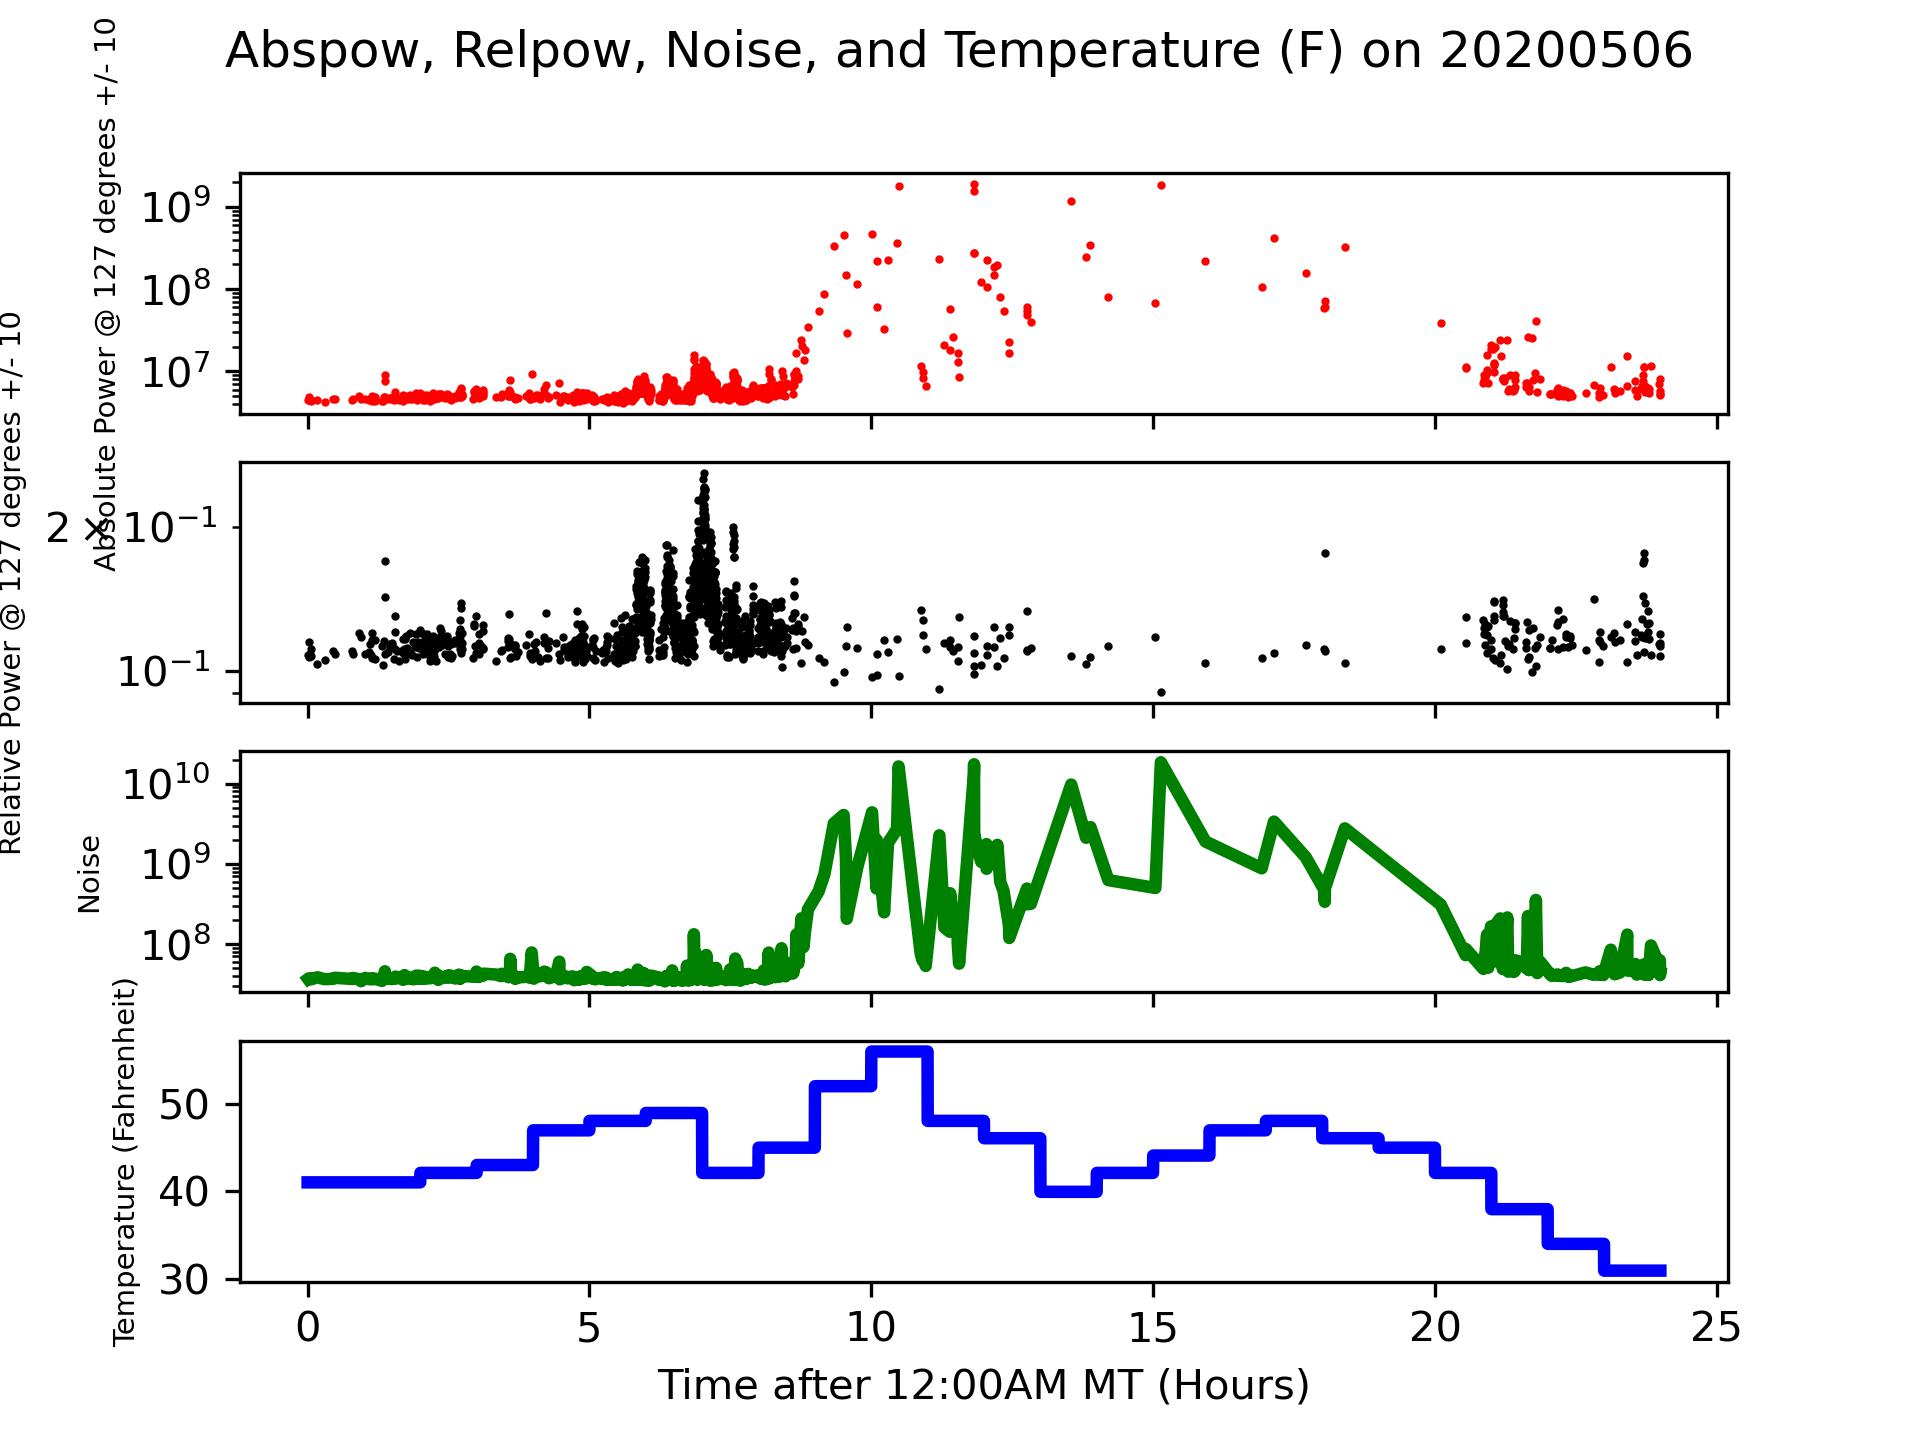 Abspow, Relpow, Noise, and Temperature (F) on 20200506
Absolute Power @ 127 degrees +/- 10
10⁹
10⁸
10⁷
Relative Power @ 127 degrees +/- 10
2 × 10⁻¹
10⁻¹
Noise
10¹⁰
10⁹
10⁸
Temperature (Fahrenheit)
50
40
30
0 5 10 15 20 25
Time after 12:00AM MT (Hours)